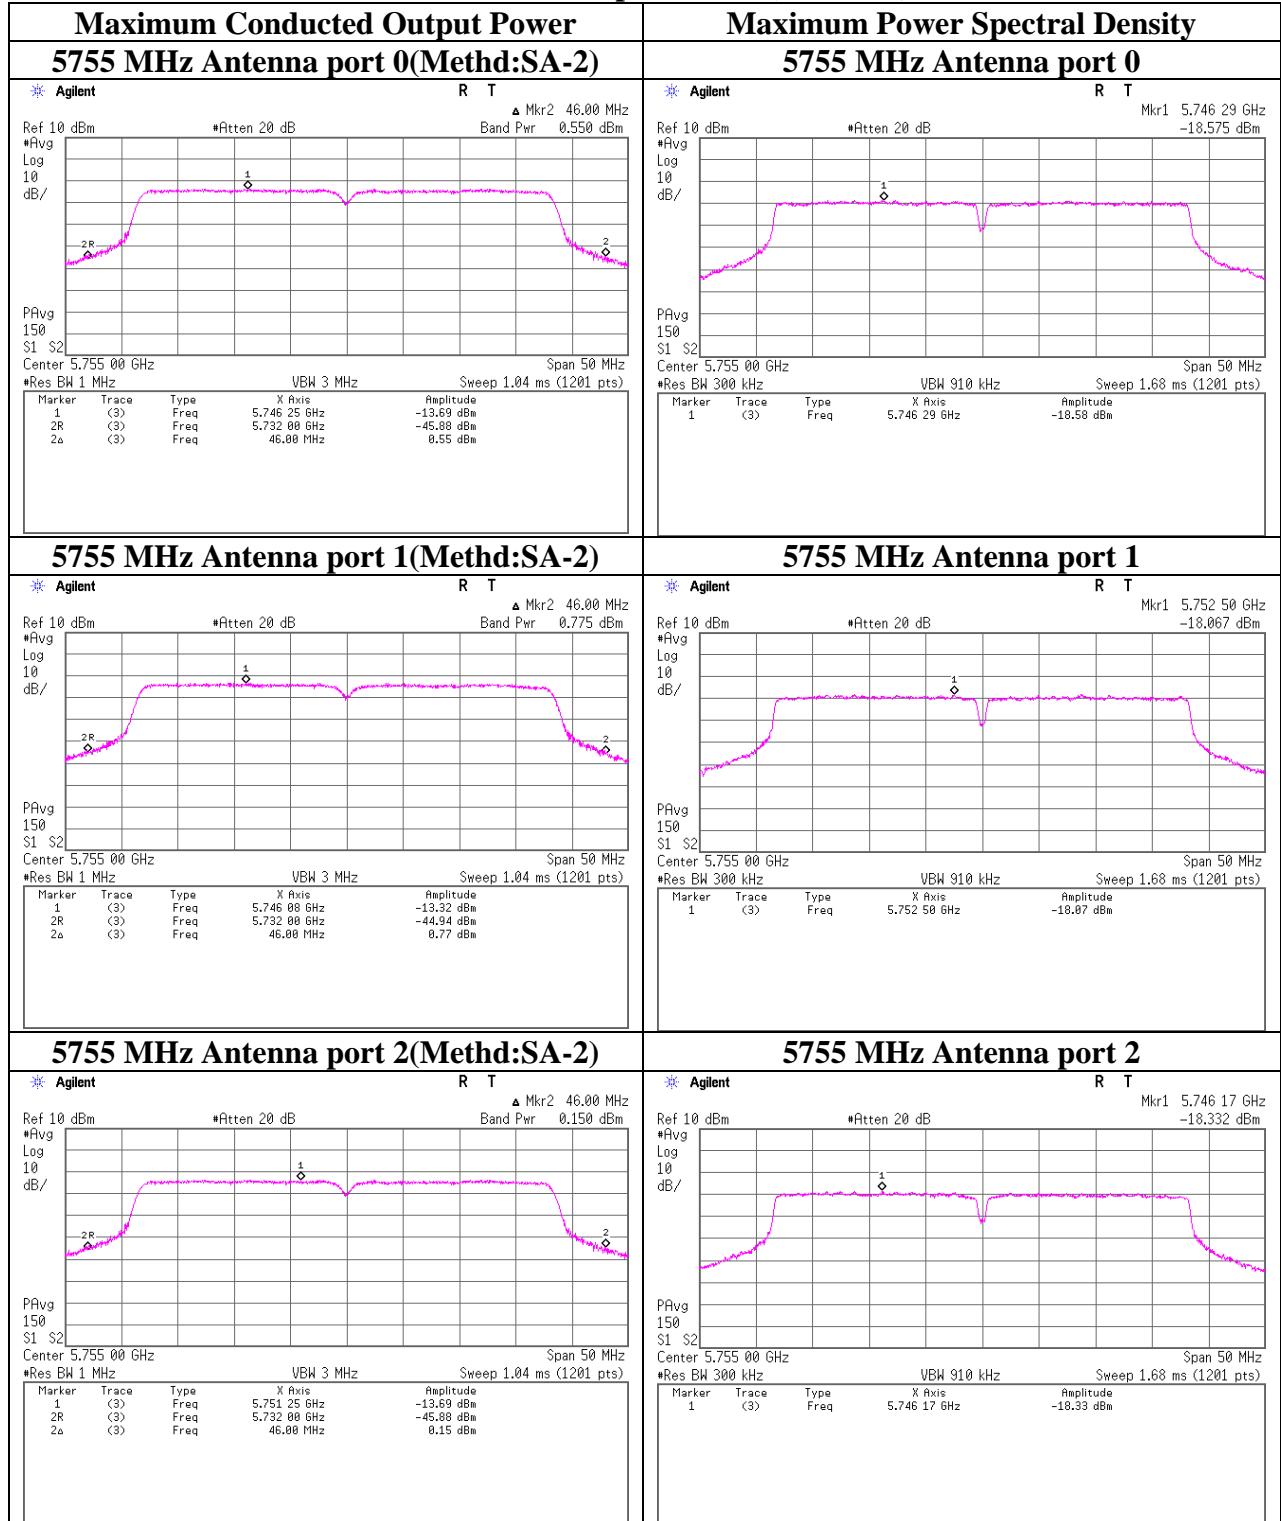 Maximum Conducted Output Power
Maximum Power Spectral Density
5755 MHz Antenna port 0(Methd:SA-2)
5755 MHz Antenna port 0
Agilent R T
Δ Mkr2 46.00 MHz
Ref 10 dBm #Atten 20 dB Band Pwr 0.550 dBm
#Avg
Log
10
dB/
1
2R
2
PAvg
150
S1 S2
Center 5.755 00 GHz Span 50 MHz
#Res BW 1 MHz VBW 3 MHz Sweep 1.04 ms (1201 pts)
Marker Trace Type X Axis Amplitude
1 (3) Freq 5.746 25 GHz -13.69 dBm
2R (3) Freq 5.732 00 GHz -45.88 dBm
2Δ (3) Freq 46.00 MHz 0.55 dBm
Agilent R T
Mkr1 5.746 29 GHz
Ref 10 dBm #Atten 20 dB -18.575 dBm
#Avg
Log
10
dB/
1
PAvg
150
S1 S2
Center 5.755 00 GHz Span 50 MHz
#Res BW 300 kHz VBW 910 kHz Sweep 1.68 ms (1201 pts)
Marker Trace Type X Axis Amplitude
1 (3) Freq 5.746 29 GHz -18.58 dBm
5755 MHz Antenna port 1(Methd:SA-2)
5755 MHz Antenna port 1
Agilent R T
Δ Mkr2 46.00 MHz
Ref 10 dBm #Atten 20 dB Band Pwr 0.775 dBm
#Avg
Log
10
dB/
1
2R
2
PAvg
150
S1 S2
Center 5.755 00 GHz Span 50 MHz
#Res BW 1 MHz VBW 3 MHz Sweep 1.04 ms (1201 pts)
Marker Trace Type X Axis Amplitude
1 (3) Freq 5.746 08 GHz -13.32 dBm
2R (3) Freq 5.732 00 GHz -44.94 dBm
2Δ (3) Freq 46.00 MHz 0.77 dBm
Agilent R T
Mkr1 5.752 50 GHz
Ref 10 dBm #Atten 20 dB -18.067 dBm
#Avg
Log
10
dB/
1
PAvg
150
S1 S2
Center 5.755 00 GHz Span 50 MHz
#Res BW 300 kHz VBW 910 kHz Sweep 1.68 ms (1201 pts)
Marker Trace Type X Axis Amplitude
1 (3) Freq 5.752 50 GHz -18.07 dBm
5755 MHz Antenna port 2(Methd:SA-2)
5755 MHz Antenna port 2
Agilent R T
Δ Mkr2 46.00 MHz
Ref 10 dBm #Atten 20 dB Band Pwr 0.150 dBm
#Avg
Log
10
dB/
1
2R
2
PAvg
150
S1 S2
Center 5.755 00 GHz Span 50 MHz
#Res BW 1 MHz VBW 3 MHz Sweep 1.04 ms (1201 pts)
Marker Trace Type X Axis Amplitude
1 (3) Freq 5.751 25 GHz -13.69 dBm
2R (3) Freq 5.732 00 GHz -45.88 dBm
2Δ (3) Freq 46.00 MHz 0.15 dBm
Agilent R T
Mkr1 5.746 17 GHz
Ref 10 dBm #Atten 20 dB -18.332 dBm
#Avg
Log
10
dB/
1
PAvg
150
S1 S2
Center 5.755 00 GHz Span 50 MHz
#Res BW 300 kHz VBW 910 kHz Sweep 1.68 ms (1201 pts)
Marker Trace Type X Axis Amplitude
1 (3) Freq 5.746 17 GHz -18.33 dBm